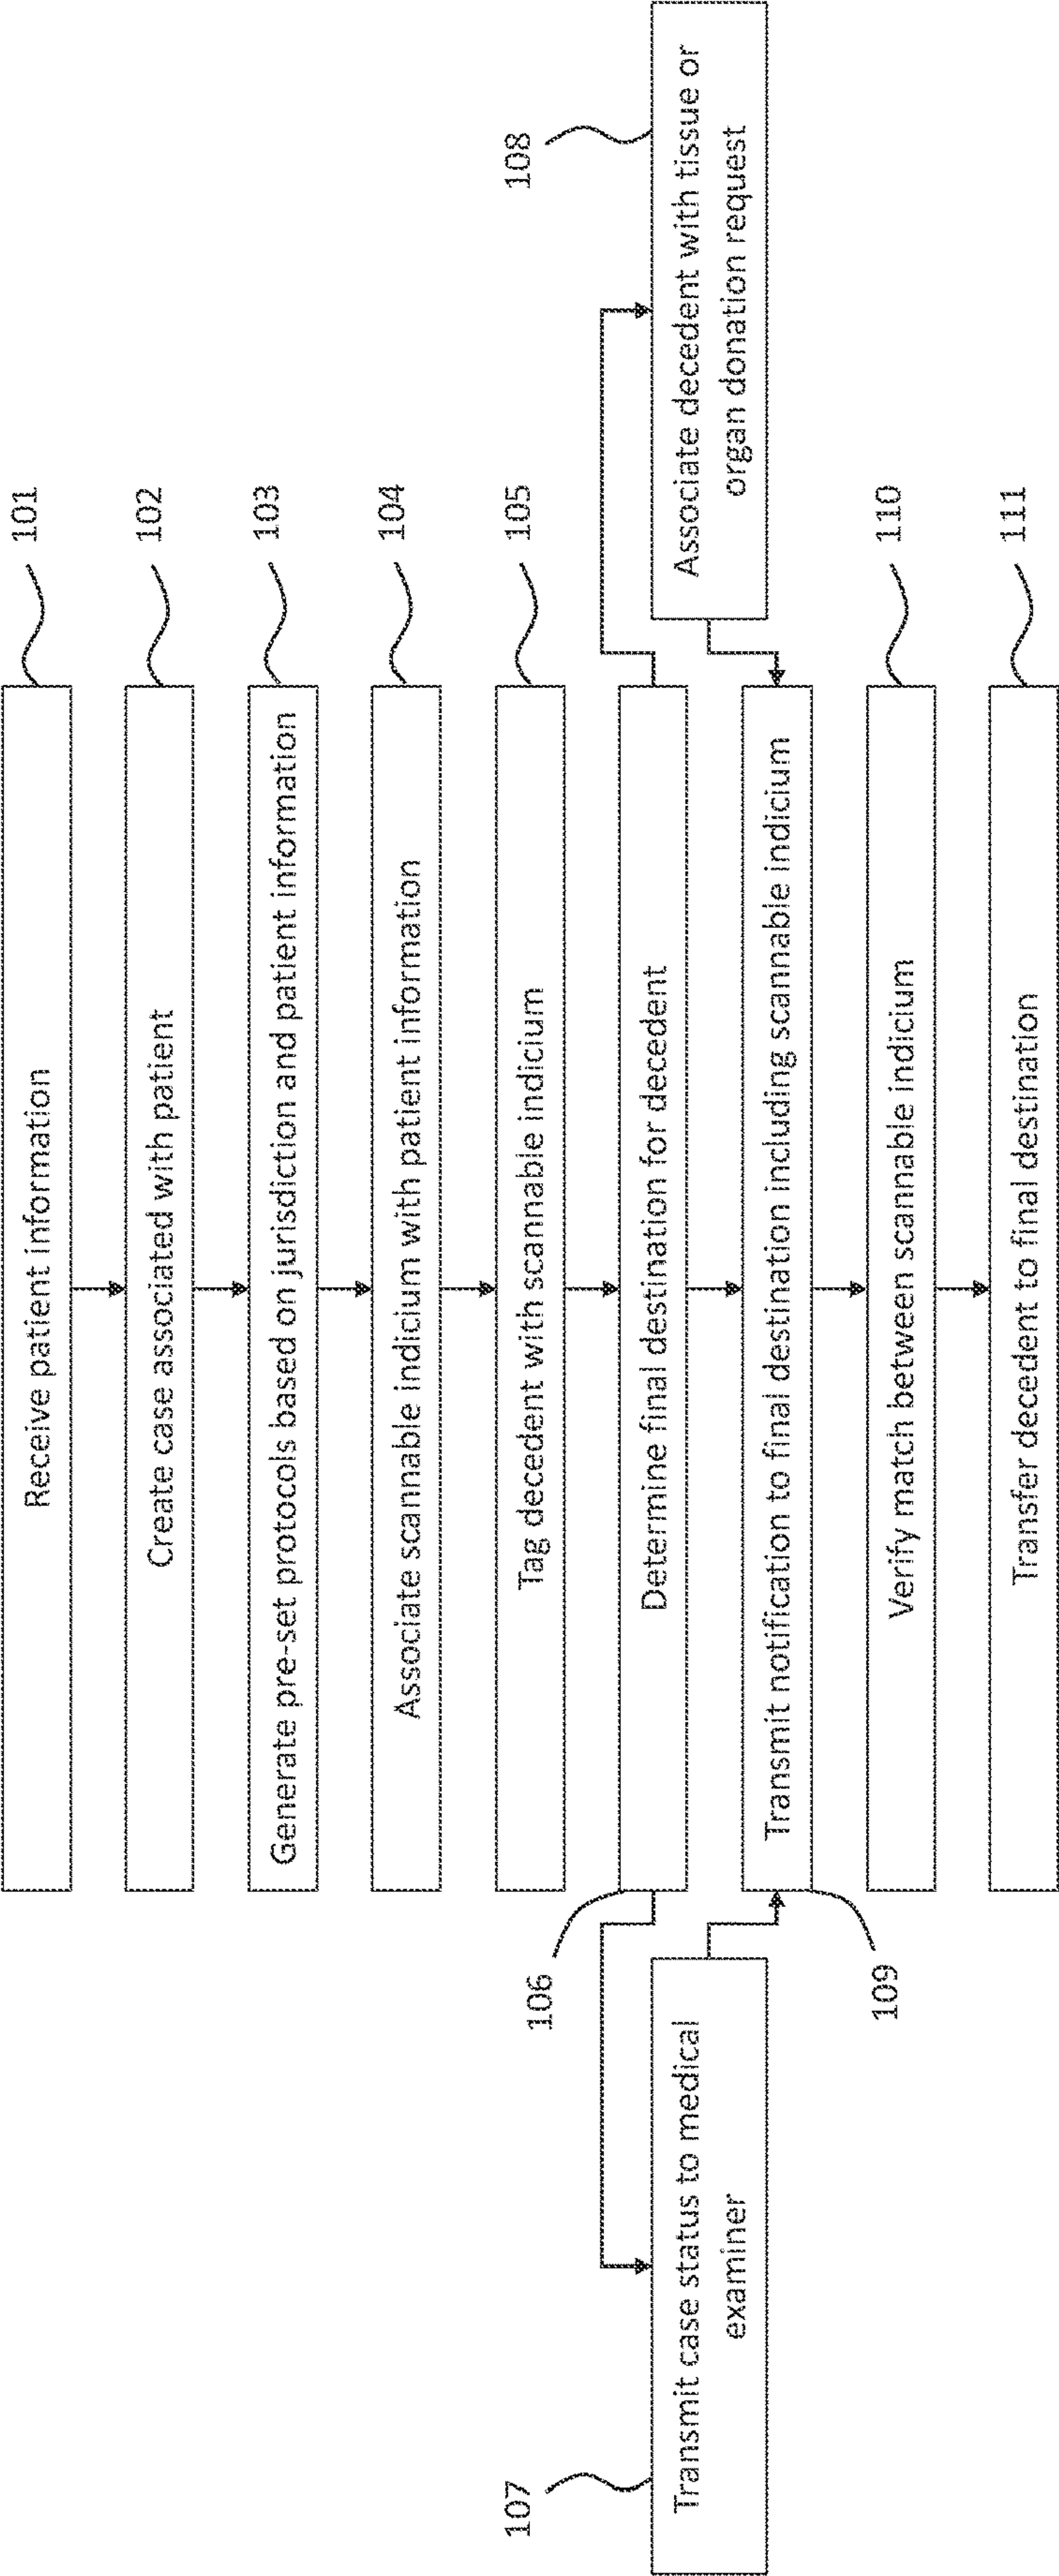 Receive patient information
101
Create case associated with patient
102
Generate pre-set protocols based on jurisdiction and patient information
103
Associate scannable indicium with patient information
104
Tag decedent with scannable indicium
105
Determine final destination for decedent
106
Transmit case status to medical
examiner
107
Associate decedent with tissue or
organ donation request
108
Transmit notification to final destination including scannable indicium
109
Verify match between scannable indicium
110
Transfer decedent to final destination
111